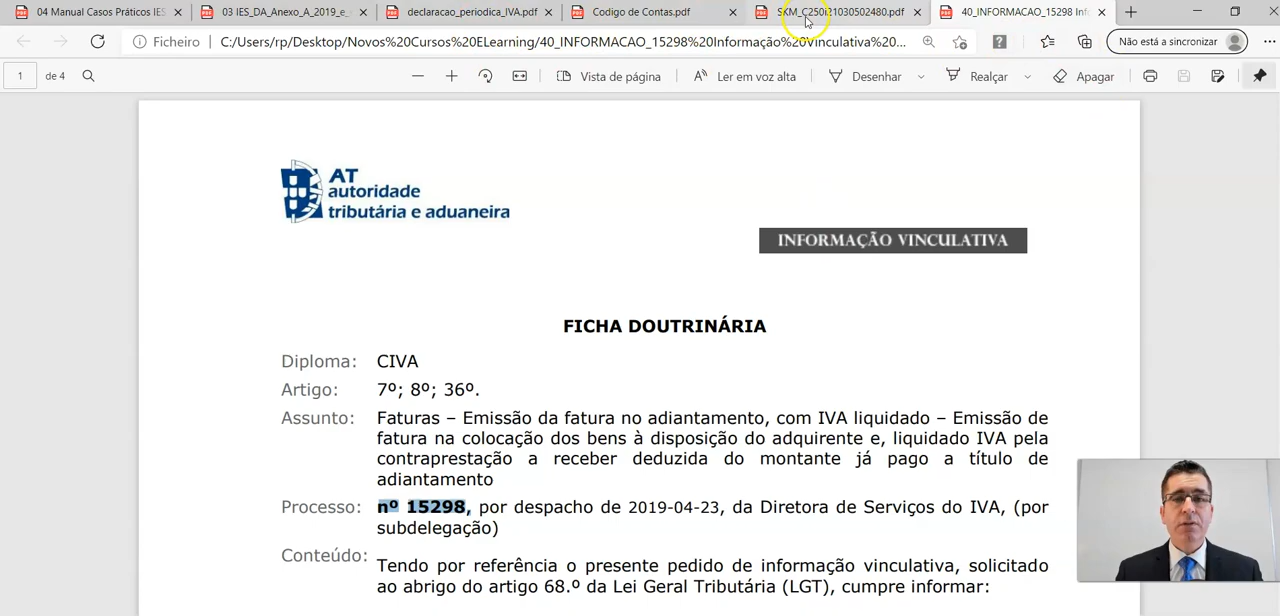 04 Manual Casos Práticos IES
03 IES_DA_Anexo_A_2019_e_
declaracao_periodica_IVA.pdf
Codigo de Contas.pdf
SKM_C250i21030502480.pdf
40_INFORMACAO_15298 Inf
Ficheiro
C:/Users/rp/Desktop/Novos%20Cursos%20ELearning/40_INFORMACAO_15298%20Informação%20Vinculativa%20...
Não está a sincronizar
1
de 4
Vista de página
Ler em voz alta
Desenhar
Realçar
Apagar
AT
autoridade
tributária e aduaneira
INFORMAÇÃO VINCULATIVA
FICHA DOUTRINÁRIA
Diploma: CIVA
Artigo: 7º; 8º; 36º.
Assunto: Faturas – Emissão da fatura no adiantamento, com IVA liquidado – Emissão de
fatura na colocação dos bens à disposição do adquirente e, liquidado IVA pela
contraprestação a receber deduzida do montante já pago a título de
adiantamento
Processo: nº 15298, por despacho de 2019-04-23, da Diretora de Serviços do IVA, (por
subdelegação)
Conteúdo: Tendo por referência o presente pedido de informação vinculativa, solicitado
ao abrigo do artigo 68.º da Lei Geral Tributária (LGT), cumpre informar: